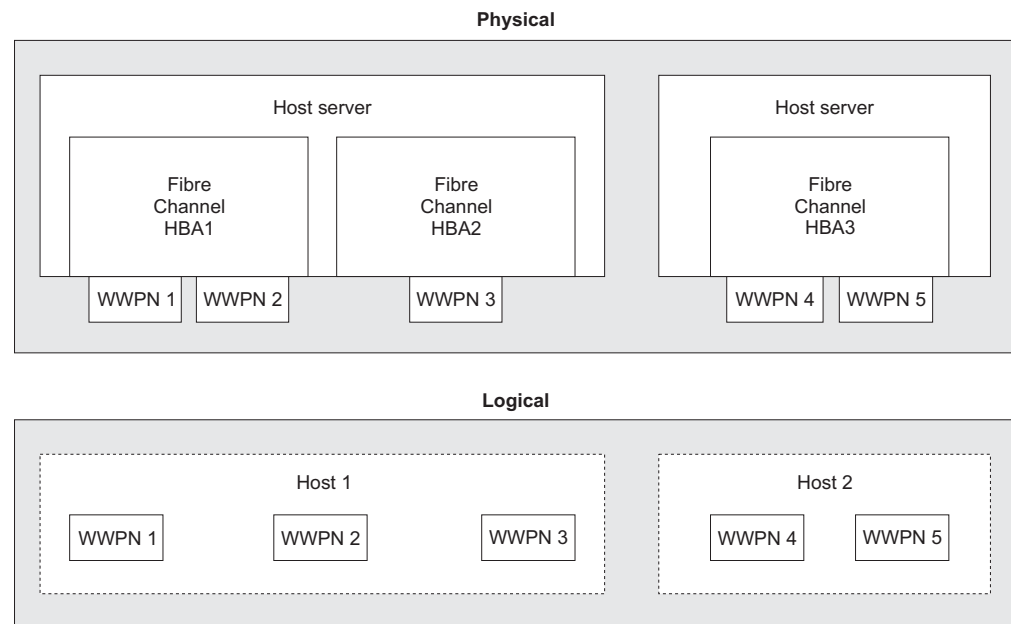 Physical
Host server
Host server
Fibre
Channel
HBA1
Fibre
Channel
HBA2
Fibre
Channel
HBA3
WWPN 1
WWPN 2
WWPN 3
WWPN 4
WWPN 5
Logical
Host 1
Host 2
WWPN 1
WWPN 2
WWPN 3
WWPN 4
WWPN 5